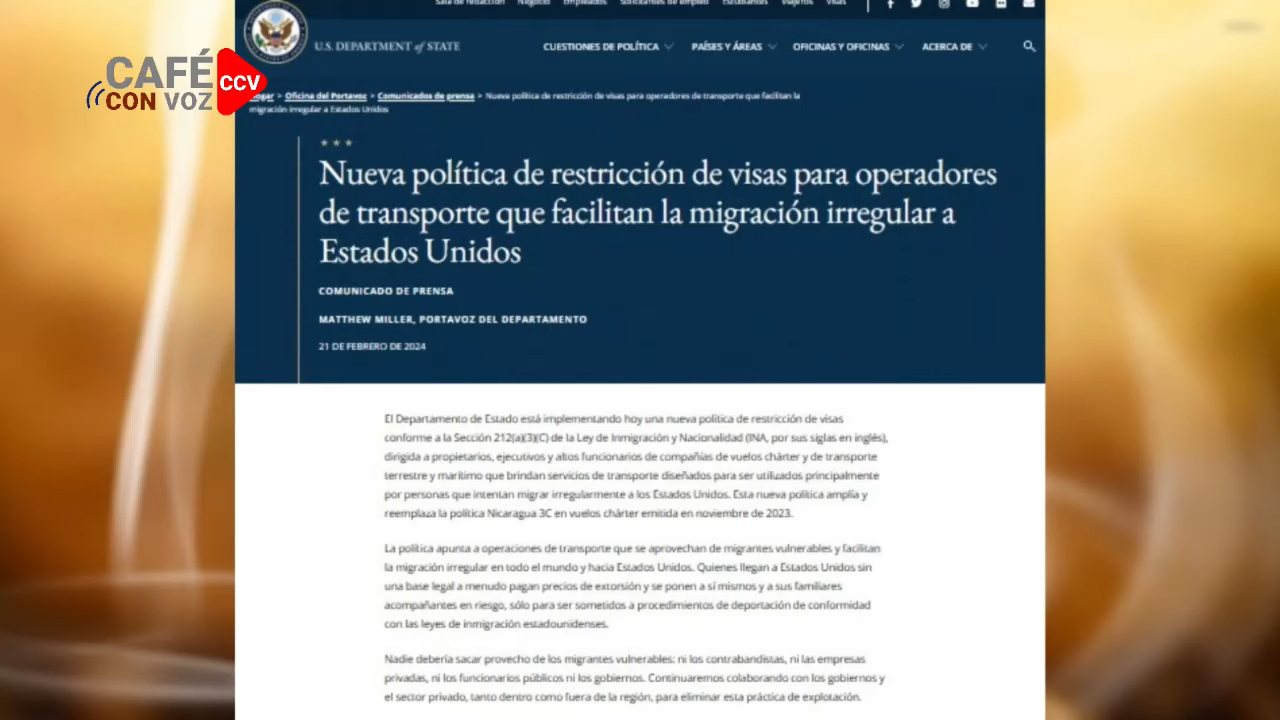 Sala de redacción Negocio Empleados Solicitantes de empleo Estudiantes Viajeros Visas
U.S. DEPARTMENT of STATE
CUESTIONES DE POLÍTICA PAÍSES Y ÁREAS OFICINAS Y OFICINAS ACERCA DE
CAFÉ
CON VOZ
CCV
> Oficina del Portavoz > Comunicados de prensa > Nueva política de restricción de visas para operadores de transporte que facilitan la
migración irregular a Estados Unidos
Nueva política de restricción de visas para operadores
de transporte que facilitan la migración irregular a
Estados Unidos
COMUNICADO DE PRENSA
MATTHEW MILLER, PORTAVOZ DEL DEPARTAMENTO
21 DE FEBRERO DE 2024
El Departamento de Estado está implementando hoy una nueva política de restricción de visas
conforme a la Sección 212(a)(3)(C) de la Ley de Inmigración y Nacionalidad (INA, por sus siglas en inglés),
dirigida a propietarios, ejecutivos y altos funcionarios de compañías de vuelos chárter y de transporte
terrestre y marítimo que brindan servicios de transporte diseñados para ser utilizados principalmente
por personas que intentan migrar irregularmente a los Estados Unidos. Esta nueva política amplía y
reemplaza la política Nicaragua 3C en vuelos chárter emitida en noviembre de 2023.
La política apunta a operaciones de transporte que se aprovechan de migrantes vulnerables y facilitan
la migración irregular en todo el mundo y hacia Estados Unidos. Quienes llegan a Estados Unidos sin
una base legal a menudo pagan precios de extorsión y se ponen a sí mismos y a sus familiares
acompañantes en riesgo, sólo para ser sometidos a procedimientos de deportación de conformidad
con las leyes de inmigración estadounidenses.
Nadie debería sacar provecho de los migrantes vulnerables: ni los contrabandistas, ni las empresas
privadas, ni los funcionarios públicos ni los gobiernos. Continuaremos colaborando con los gobiernos y
el sector privado, tanto dentro como fuera de la región, para eliminar esta práctica de explotación.